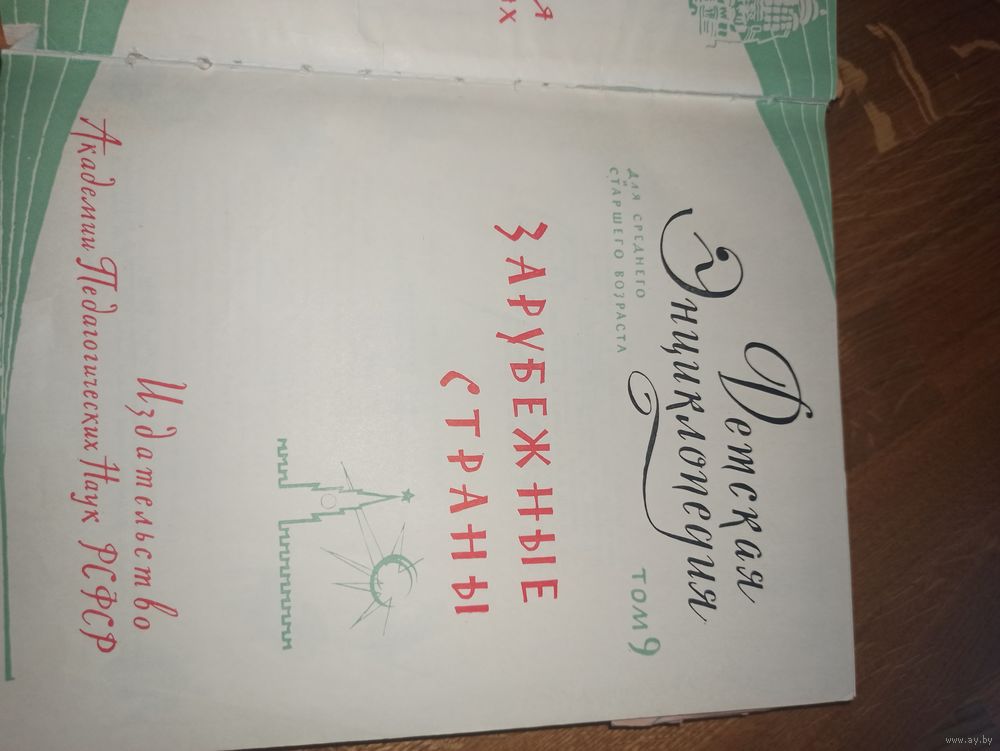 Детская
Энциклопедия
ДЛЯ СРЕДНЕГО
И
СТАРШЕГО ВОЗРАСТА
ТОМ 9
ЗАРУБЕЖНЫЕ
СТРАНЫ
Издательство
Академии Педагогических Наук РСФСР
www.ay.by